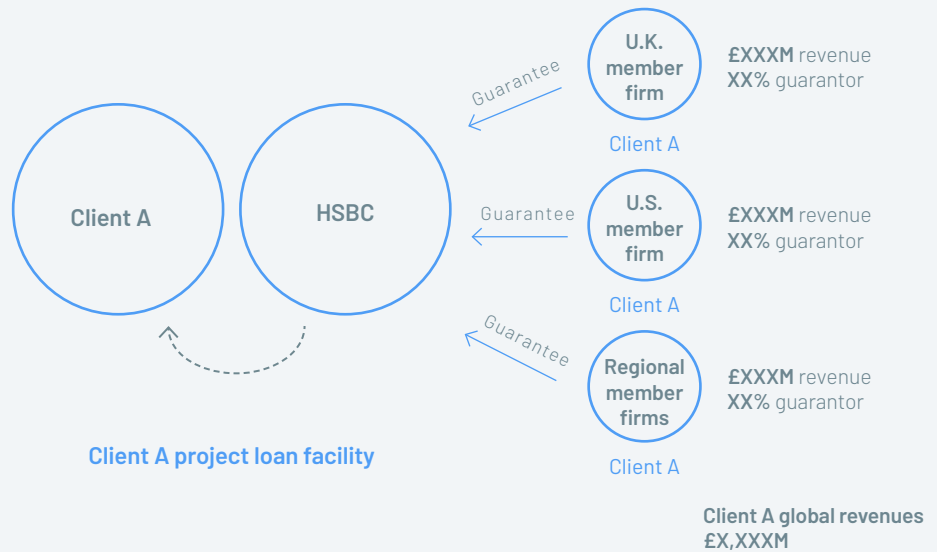 U.K.
member
firm
Client A
£XXXM revenue
XX% guarantor
Guarantee
Client A
HSBC
U.S.
member
firm
Client A
£XXXM revenue
XX% guarantor
Guarantee
Regional
member
firms
Client A
£XXXM revenue
XX% guarantor
Guarantee
Client A project loan facility
Client A global revenues
£X,XXXM